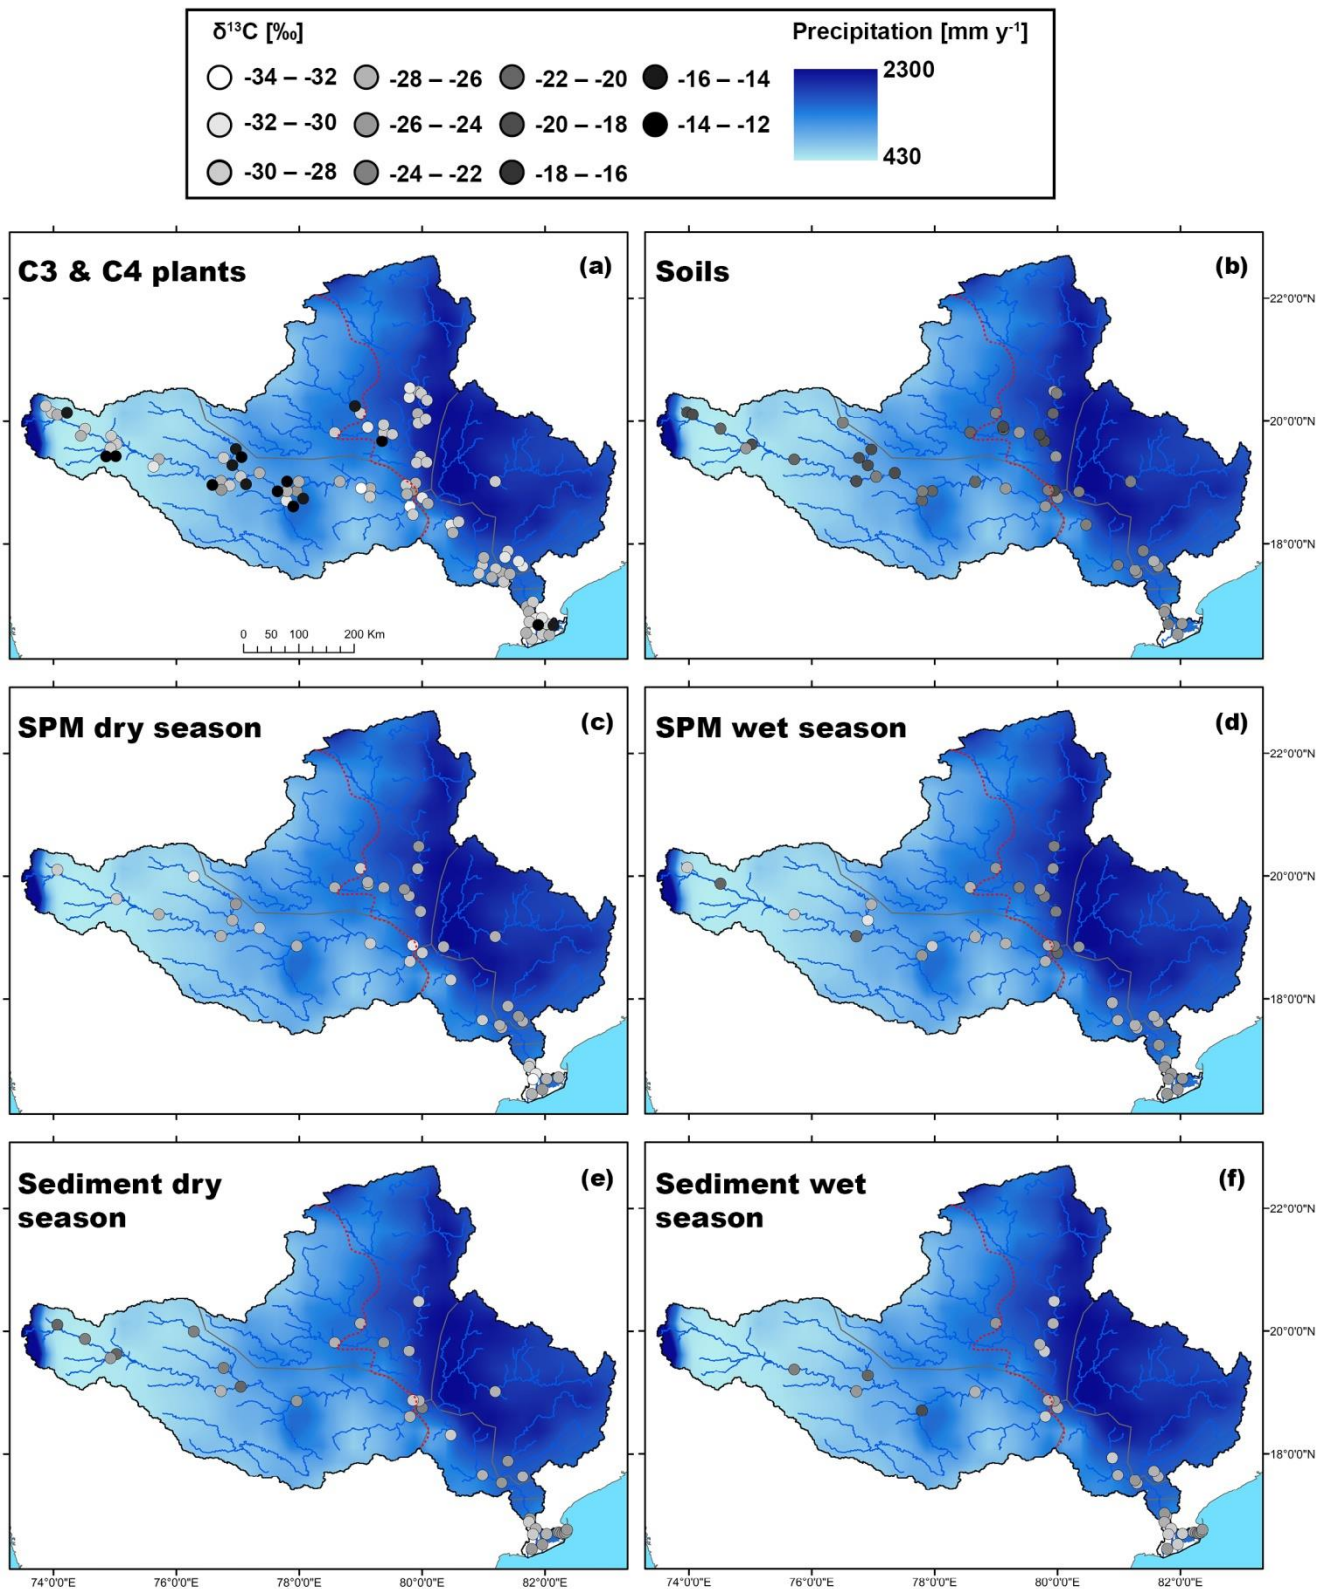 δ¹³C [‰]
Precipitation [mm y⁻¹]
-34 – -32
-28 – -26
-22 – -20
-16 – -14
2300
-32 – -30
-26 – -24
-20 – -18
-14 – -12
430
-30 – -28
-24 – -22
-18 – -16
C3 & C4 plants
(a)
Soils
(b)
22°0'0"N
20°0'0"N
18°0'0"N
0 50 100 200 Km
SPM dry season
(c)
SPM wet season
(d)
22°0'0"N
20°0'0"N
18°0'0"N
Sediment dry
season
(e)
Sediment wet
season
(f)
22°0'0"N
20°0'0"N
18°0'0"N
74°0'0"E 76°0'0"E 78°0'0"E 80°0'0"E 82°0'0"E
74°0'0"E 76°0'0"E 78°0'0"E 80°0'0"E 82°0'0"E